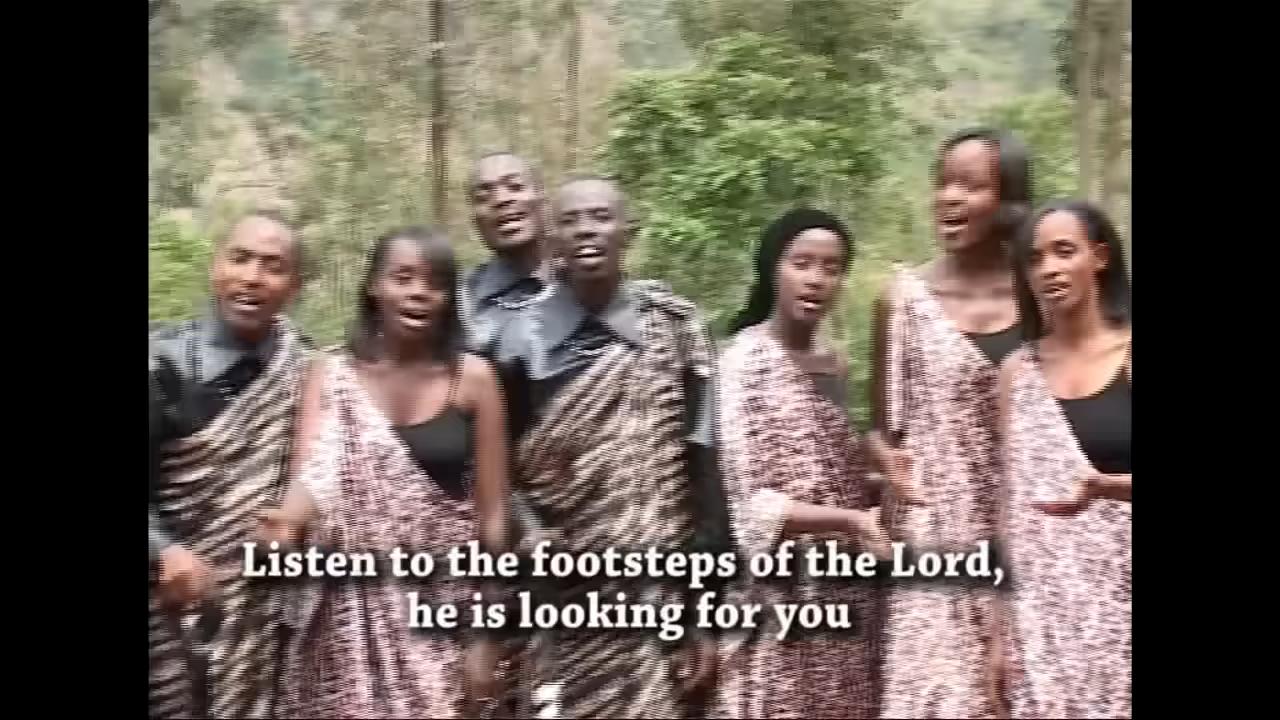 Listen to the footsteps of the Lord,
he is looking for you